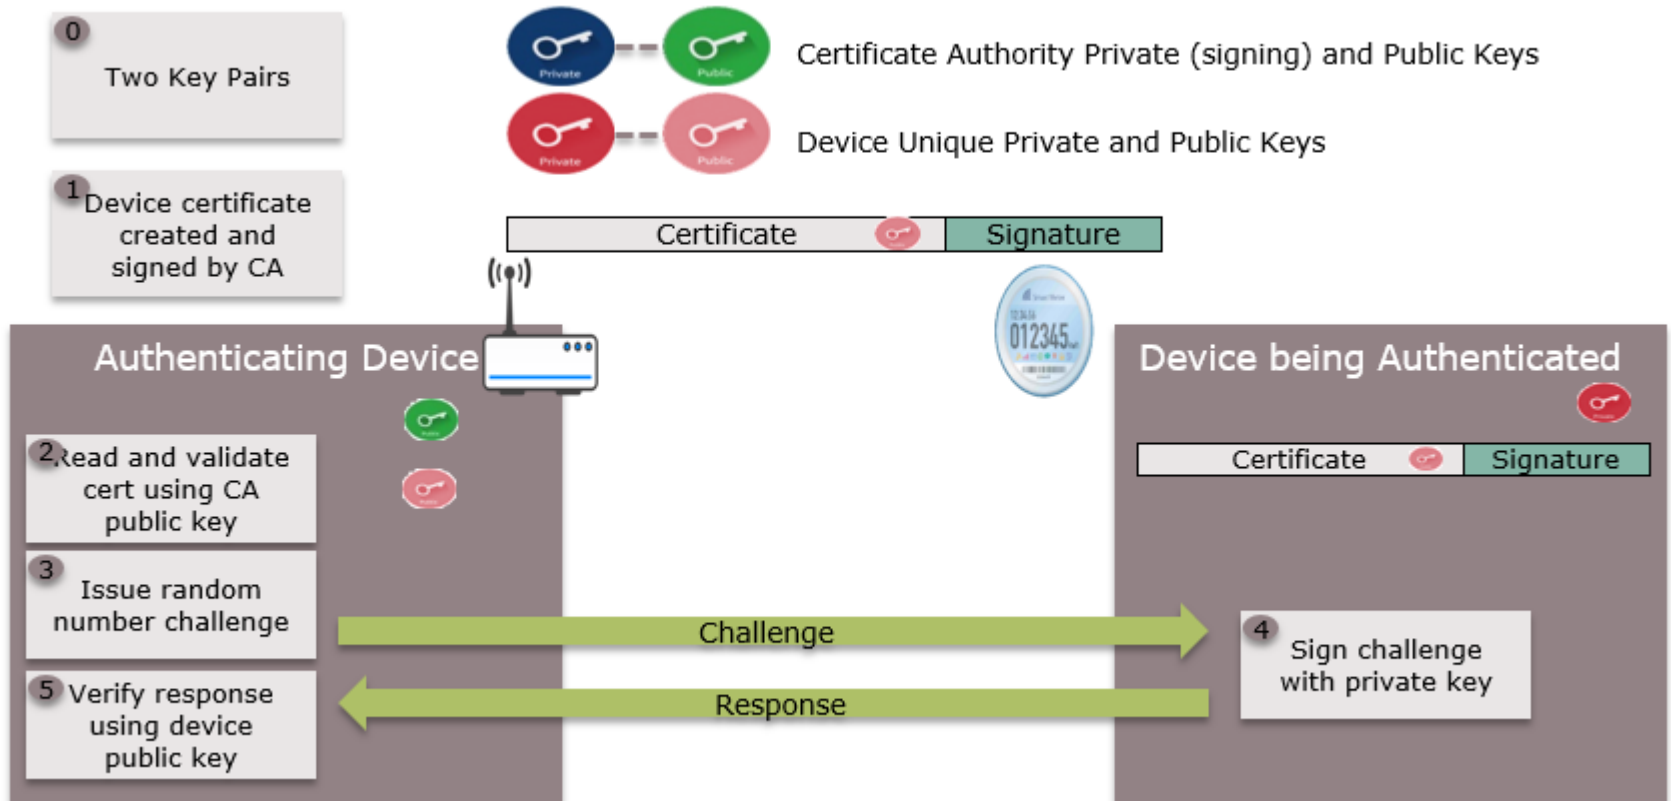 0
Two Key Pairs
Private
Public
Certificate Authority Private (signing) and Public Keys
Private
Public
Device Unique Private and Public Keys
1
Device certificate
created and
signed by CA
Certificate
Signature
Authenticating Device
012345
Device being Authenticated
2
Read and validate
cert using CA
public key
Certificate
Signature
3
Issue random
number challenge
Challenge
4
Sign challenge
with private key
5
Verify response
using device
public key
Response